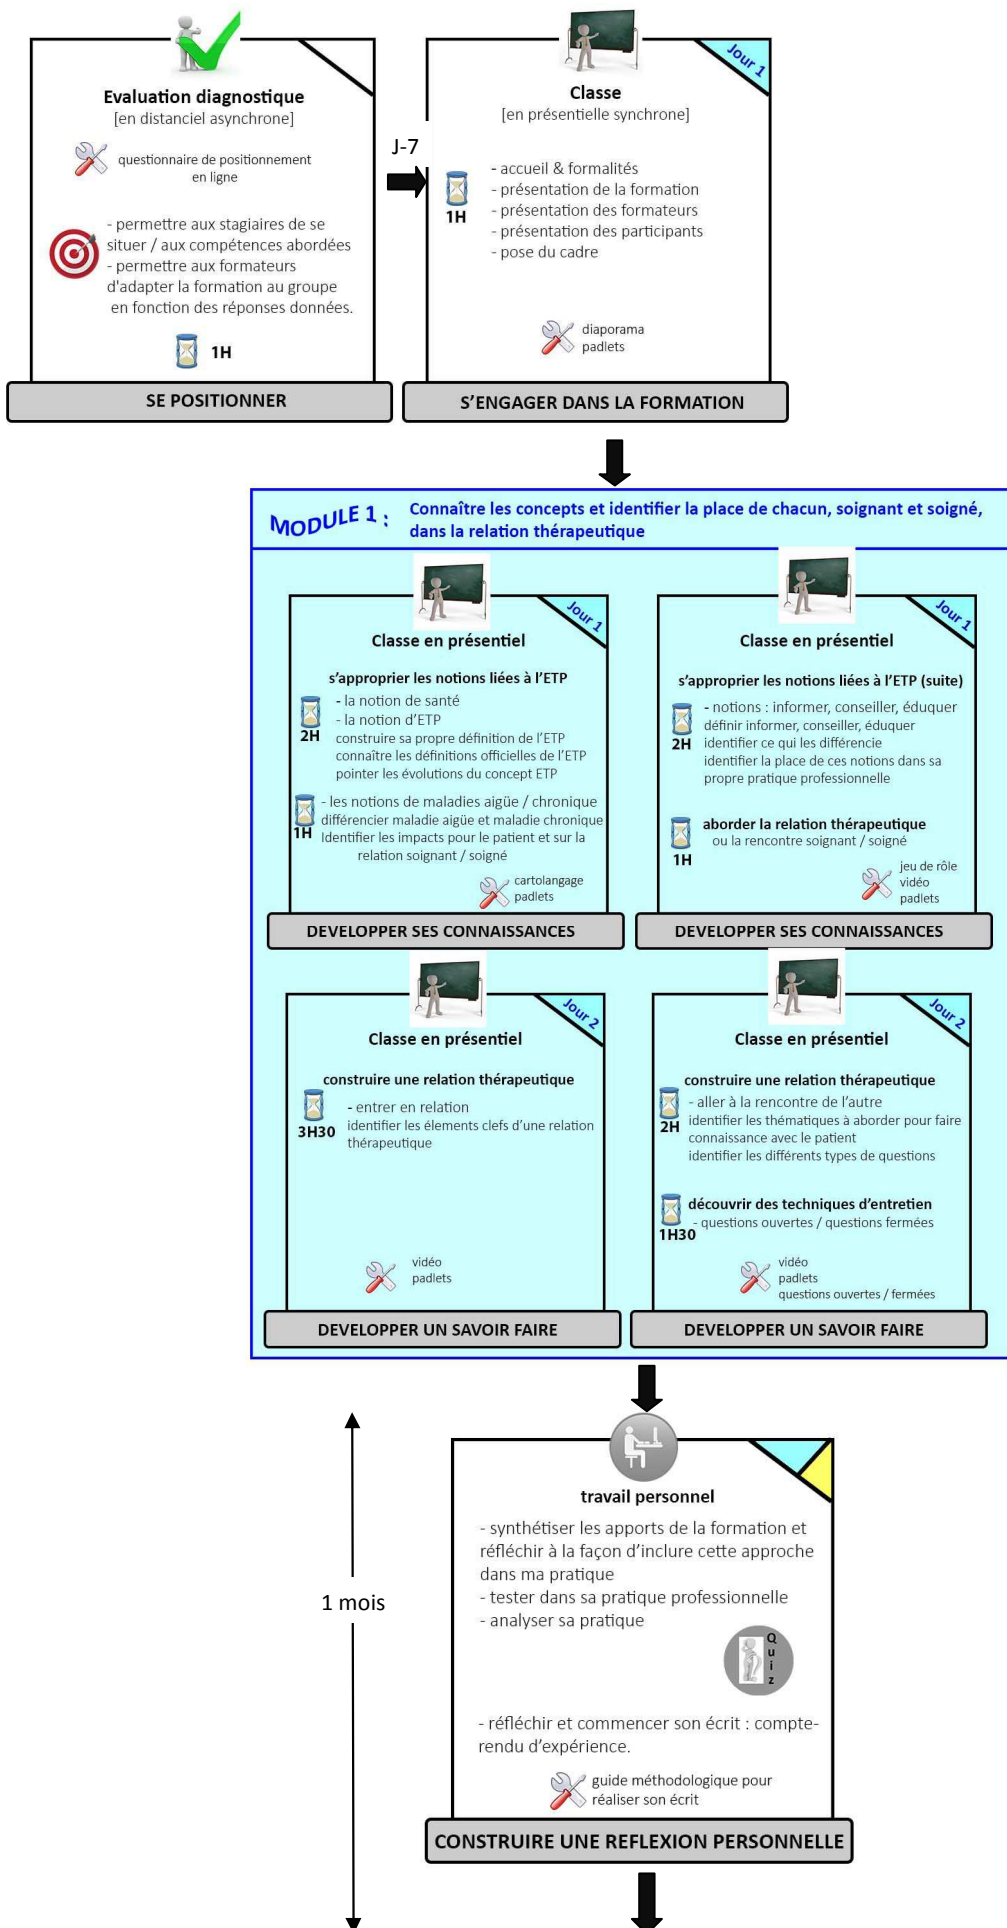 Evaluation diagnostique
[en distanciel asynchrone]
questionnaire de positionnement
en ligne
- permettre aux stagiaires de se
situer / aux compétences abordées
- permettre aux formateurs
d'adapter la formation au groupe
en fonction des réponses données.
1H
SE POSITIONNER
J-7
Jour 1
Classe
[en présentielle synchrone]
1H
- accueil & formalités
- présentation de la formation
- présentation des formateurs
- présentation des participants
- pose du cadre
diaporama
padlets
S'ENGAGER DANS LA FORMATION
MODULE 1 :
Connaître les concepts et identifier la place de chacun, soignant et soigné,
dans la relation thérapeutique
Jour 1
Classe en présentiel
s'approprier les notions liées à l'ETP
2H
- la notion de santé
- la notion d'ETP
construire sa propre définition de l'ETP
connaître les définitions officielles de l'ETP
pointer les évolutions du concept ETP
1H
- les notions de maladies aigüe / chronique
différencier maladie aigüe et maladie chronique
Identifier les impacts pour le patient et sur la
relation soignant / soigné
cartolangage
padlets
DEVELOPPER SES CONNAISSANCES
Jour 1
Classe en présentiel
s'approprier les notions liées à l'ETP (suite)
2H
- notions : informer, conseiller, éduquer
définir informer, conseiller, éduquer
identifier ce qui les différencie
identifier la place de ces notions dans sa
propre pratique professionnelle
1H
aborder la relation thérapeutique
ou la rencontre soignant / soigné
jeu de rôle
vidéo
padlets
DEVELOPPER SES CONNAISSANCES
Jour 2
Classe en présentiel
construire une relation thérapeutique
3H30
- entrer en relation
identifier les élements clefs d'une relation
thérapeutique
vidéo
padlets
DEVELOPPER UN SAVOIR FAIRE
Jour 2
Classe en présentiel
construire une relation thérapeutique
2H
- aller à la rencontre de l'autre
identifier les thématiques à aborder pour faire
connaissance avec le patient
identifier les différents types de questions
1H30
découvrir des techniques d'entretien
- questions ouvertes / questions fermées
vidéo
padlets
questions ouvertes / fermées
DEVELOPPER UN SAVOIR FAIRE
1 mois
travail personnel
- synthétiser les apports de la formation et
réfléchir à la façon d'inclure cette approche
dans ma pratique
- tester dans sa pratique professionnelle
- analyser sa pratique
Quiz
- réfléchir et commencer son écrit : compte-
rendu d'expérience.
guide méthodologique pour
réaliser son écrit
CONSTRUIRE UNE REFLEXION PERSONNELLE